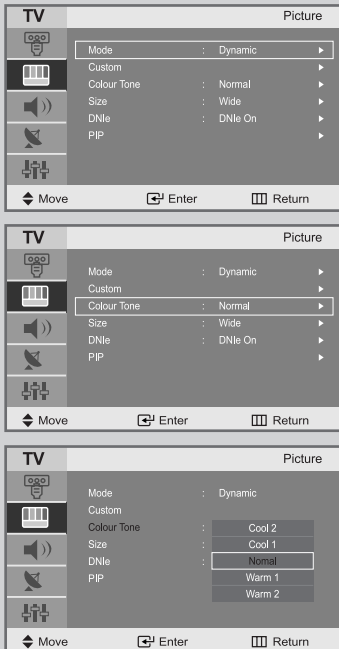 TV Picture
Mode : Dynamic
Custom
Colour Tone : Normal
Size : Wide
DNIe : DNIe On
PIP
Move Enter Return
TV Picture
Mode : Dynamic
Custom
Colour Tone : Normal
Size : Wide
DNIe : DNIe On
PIP
Move Enter Return
TV Picture
Mode : Dynamic
Custom
Colour Tone : Cool 2
Size : Cool 1
DNIe : Nomal
PIP Warm 1
Warm 2
Move Enter Return